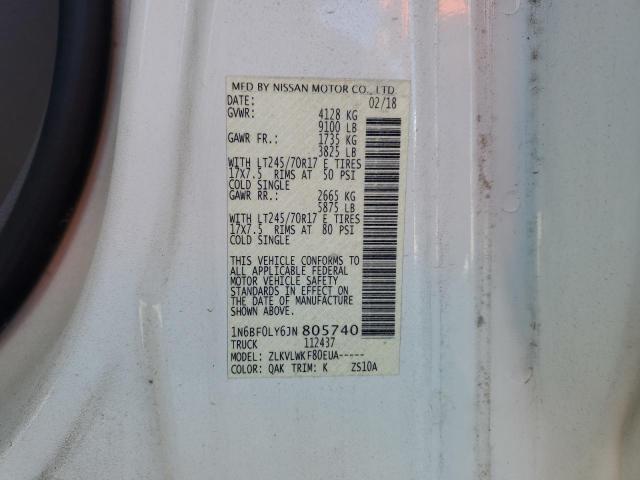 MFD BY NISSAN MOTOR CO., LTD
DATE: 02/18
GVWR: 4128 KG
9100 LB
GAWR FR.: 1735 KG
3825 LB
WITH LT245/70R17 E TIRES
17X7.5 RIMS AT 50 PSI
COLD SINGLE
GAWR RR.: 2665 KG
5875 LB
WITH LT245/70R17 E TIRES
17X7.5 RIMS AT 80 PSI
COLD SINGLE
THIS VEHICLE CONFORMS TO
ALL APPLICABLE FEDERAL
MOTOR VEHICLE SAFETY
STANDARDS IN EFFECT ON
THE DATE OF MANUFACTURE
SHOWN ABOVE.
1N6BF0LY6JN805740
TRUCK 112437
MODEL: ZLKVLWKF80EUA-----
COLOR: QAK TRIM: K ZS10A